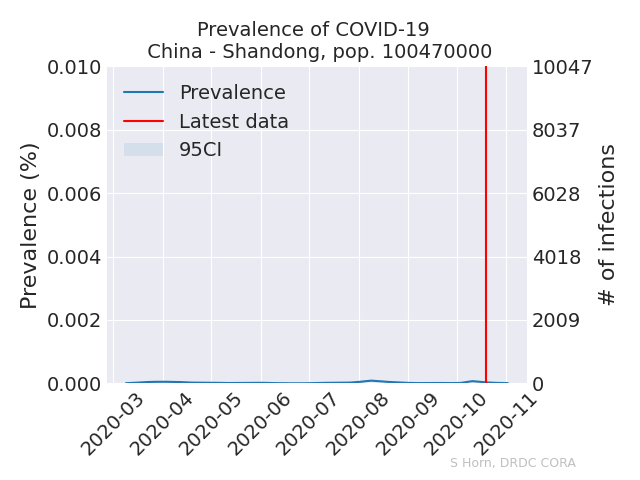 Prevalence of COVID-19
China - Shandong, pop. 100470000
Prevalence
Latest data
95CI
Prevalence (%)
0.010
0.008
0.006
0.004
0.002
0.000
10047
8037
6028
4018
2009
0
# of infections
2020-03
2020-04
2020-05
2020-06
2020-07
2020-08
2020-09
2020-10
2020-11
S Horn, DRDC CORA